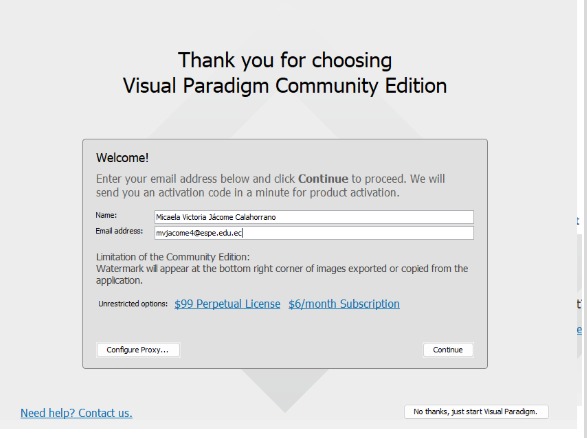 Thank you for choosing
Visual Paradigm Community Edition
Welcome!
Enter your email address below and click Continue to proceed. We will
send you an activation code in a minute for product activation.
Name: Micaela Victoria Jácome Calahorrano
Email address: mvjacome4@espe.edu.ec
Limitation of the Community Edition:
Watermark will appear at the bottom right corner of images exported or copied from the
application.
Unrestricted options: $99 Perpetual License $6/month Subscription
Configure Proxy... Continue
Need help? Contact us. No thanks, just start Visual Paradigm.